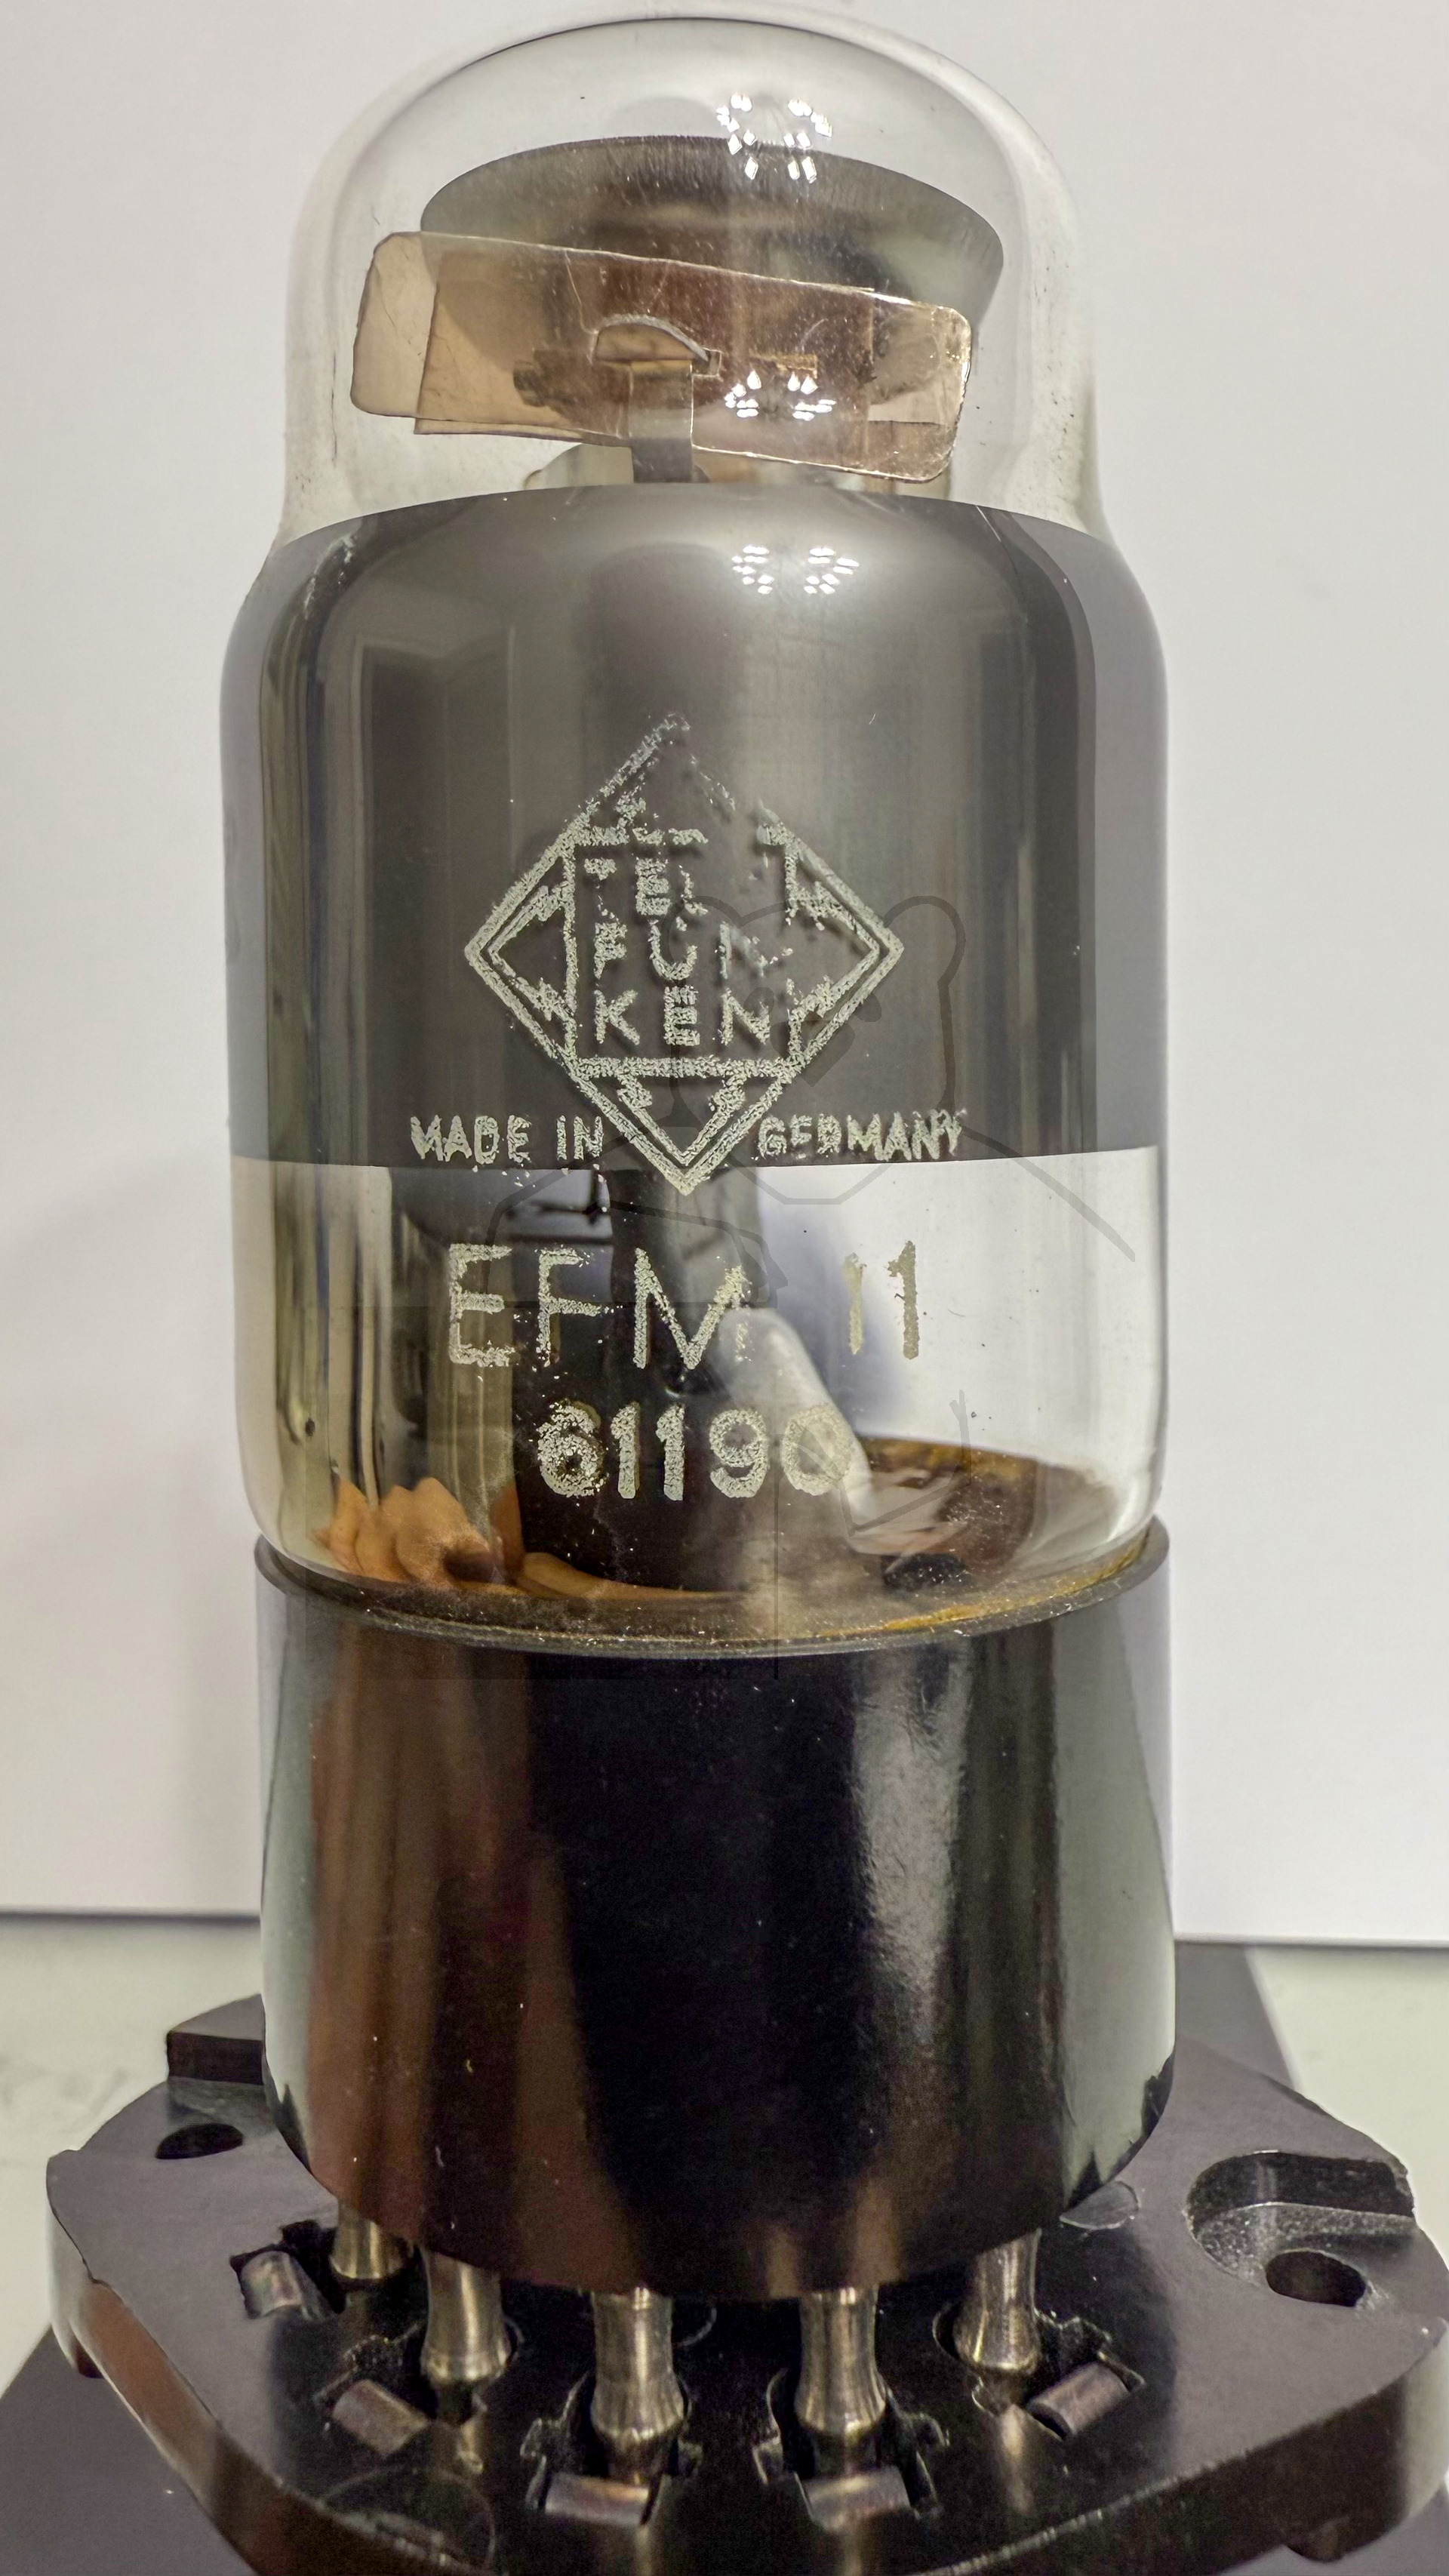 TELE
FUN
KEN
MADE IN GERMANY
EFM 11
61190